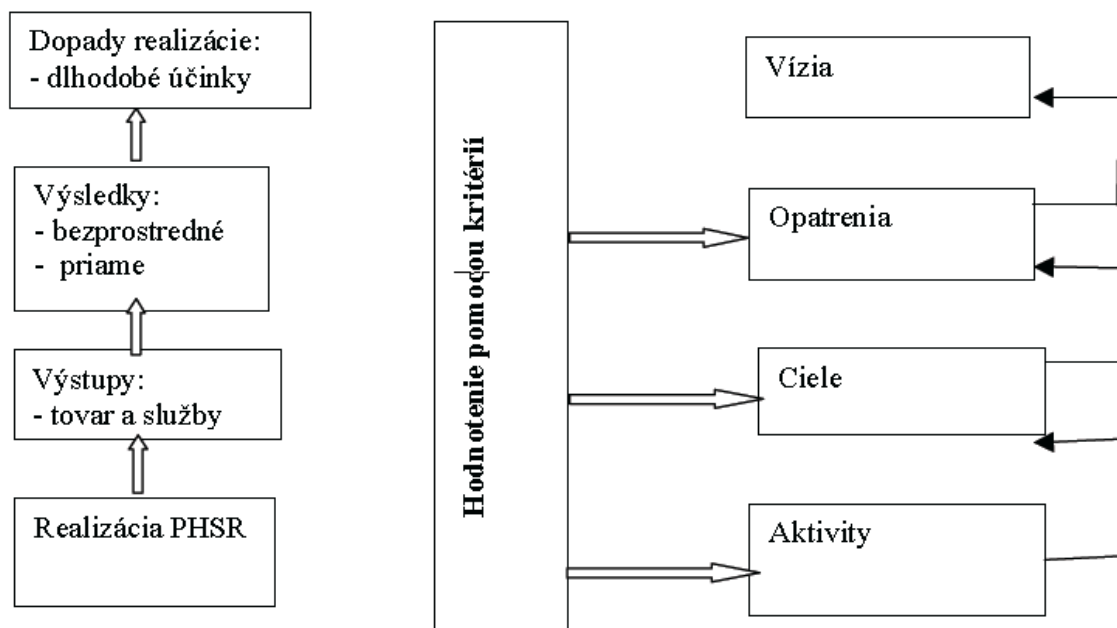 Dopady realizácie:
- dlhodobé účinky
Výsledky:
- bezprostredné
- priame
Výstupy:
- tovar a služby
Realizácia PHSR
Hodnotenie pomocou kritérií
Vízia
Opatrenia
Ciele
Aktivity